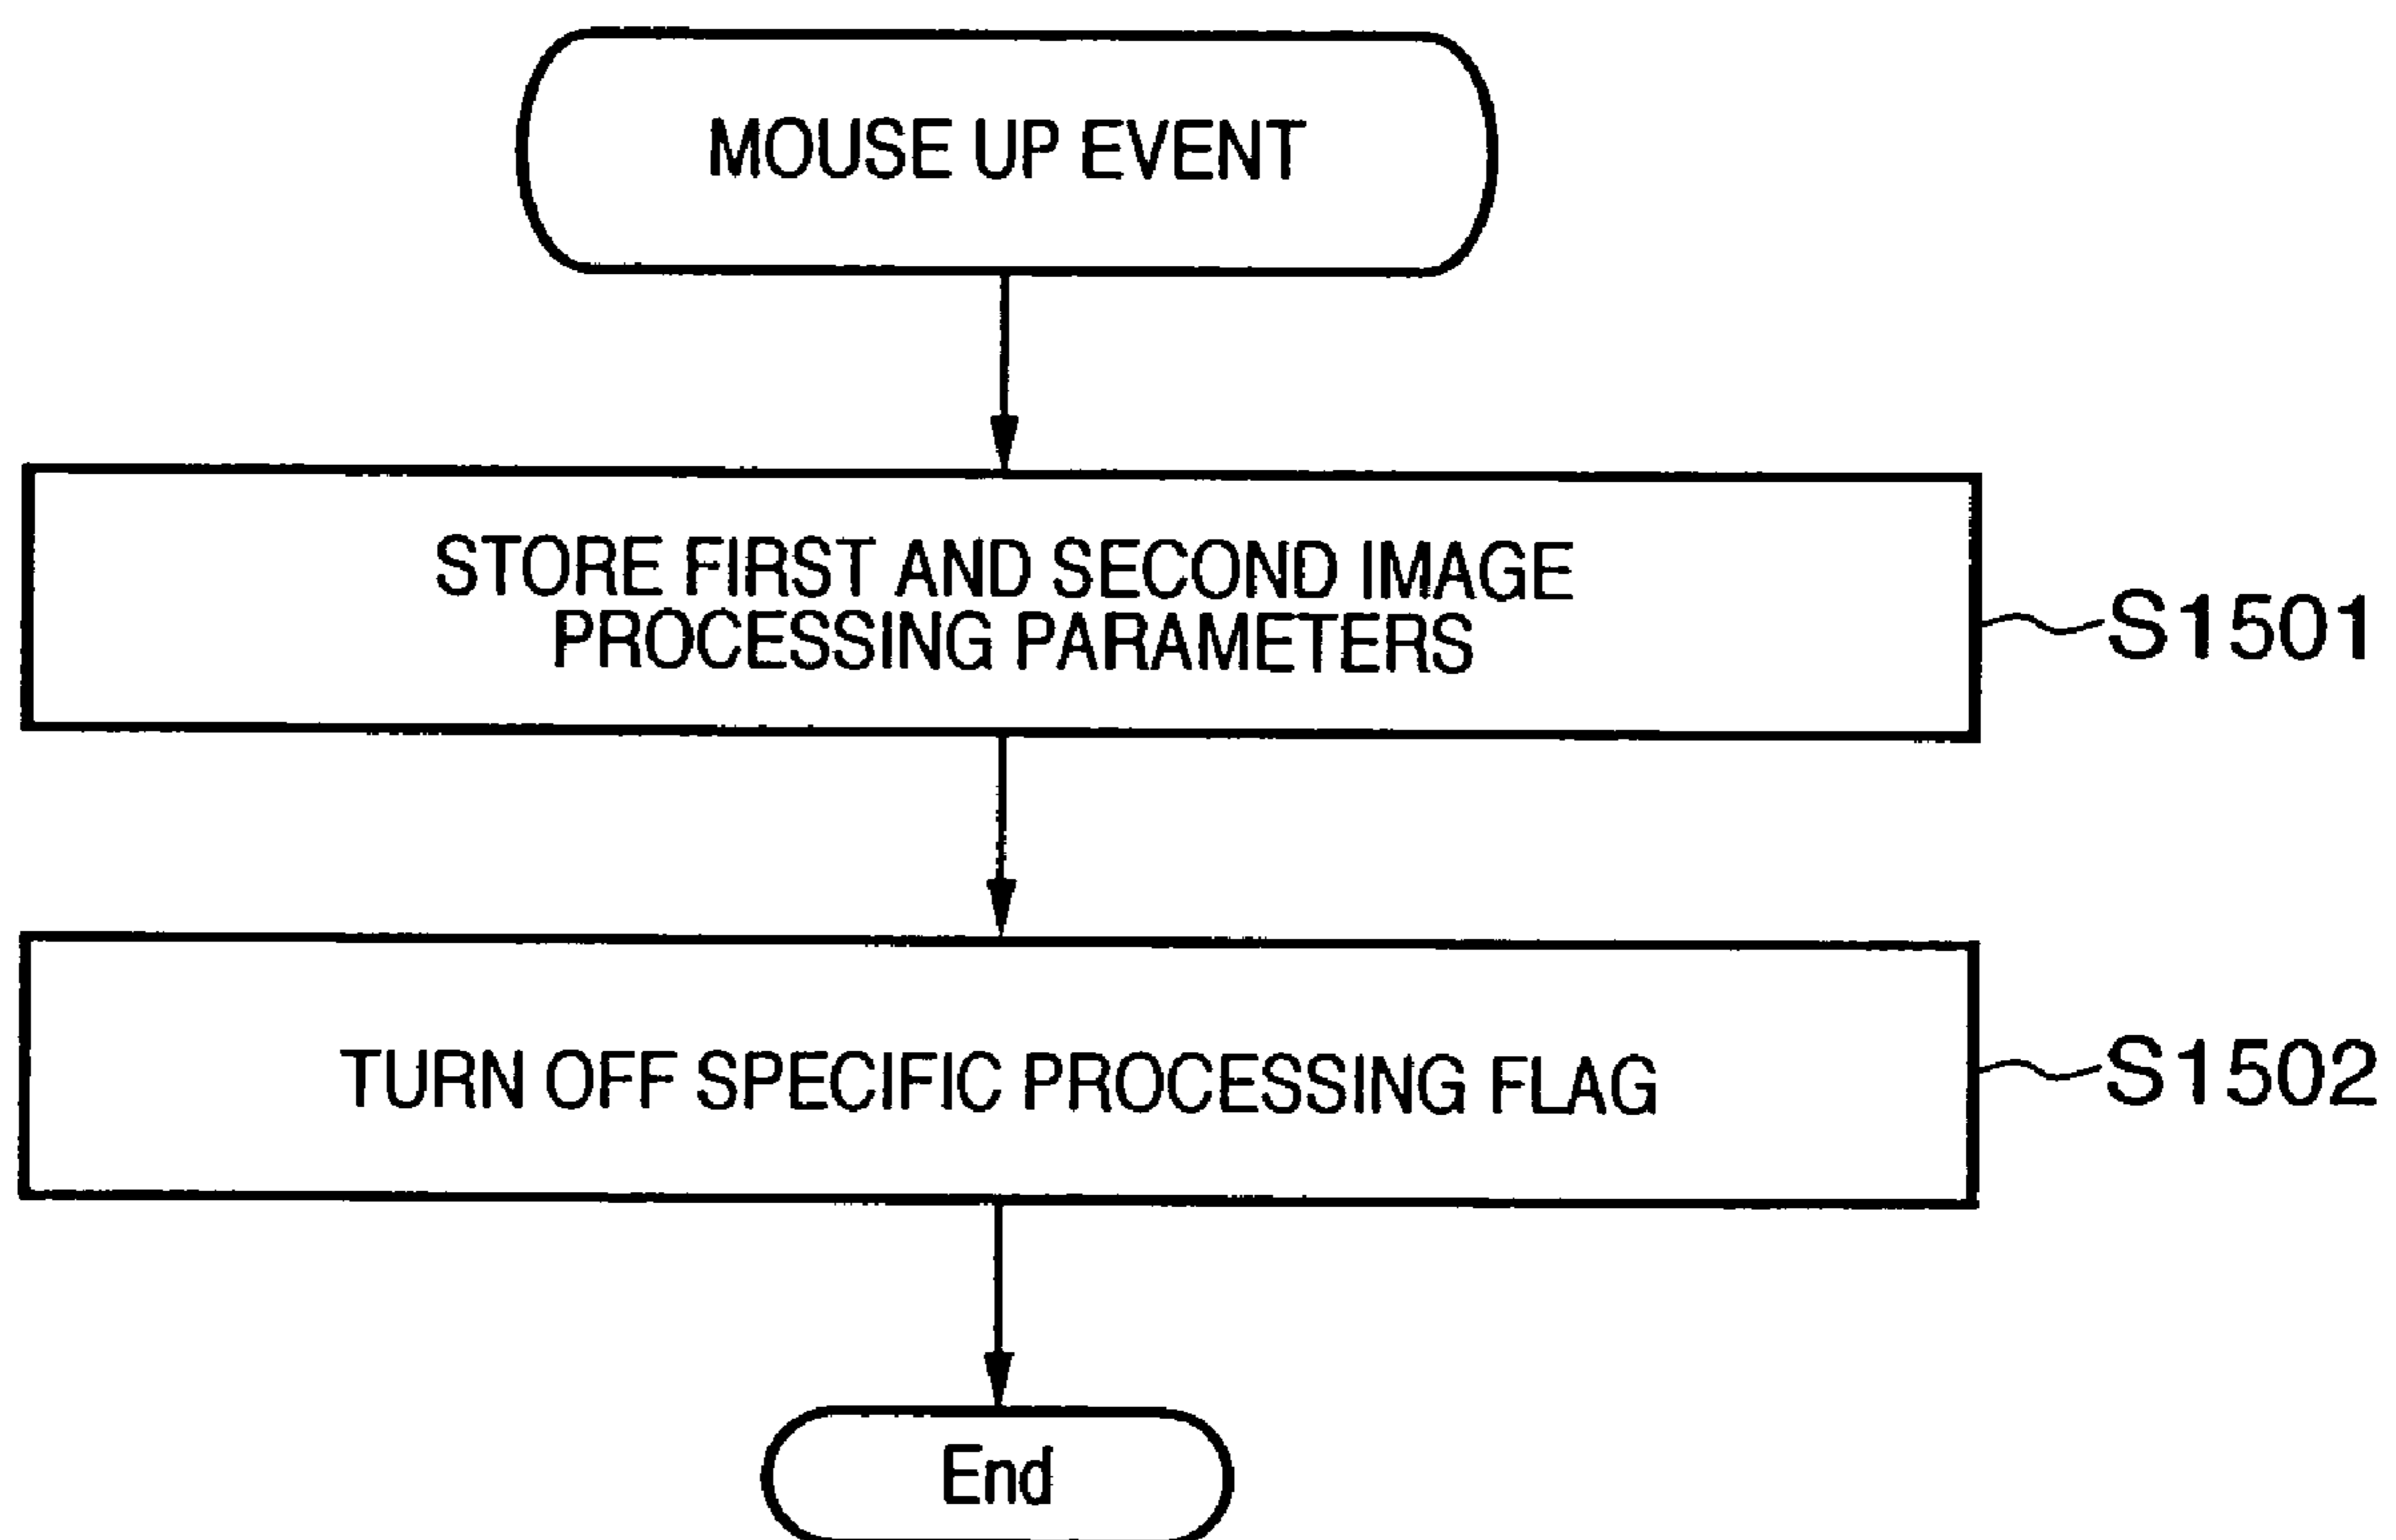 MOUSE UP EVENT
STORE FIRST AND SECOND IMAGE
PROCESSING PARAMETERS
S1501
TURN OFF SPECIFIC PROCESSING FLAG
S1502
End